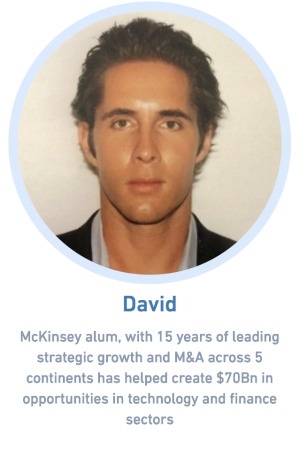 David
McKinsey alum, with 15 years of leading
strategic growth and M&A across 5
continents has helped create $70Bn in
opportunities in technology and finance
sectors